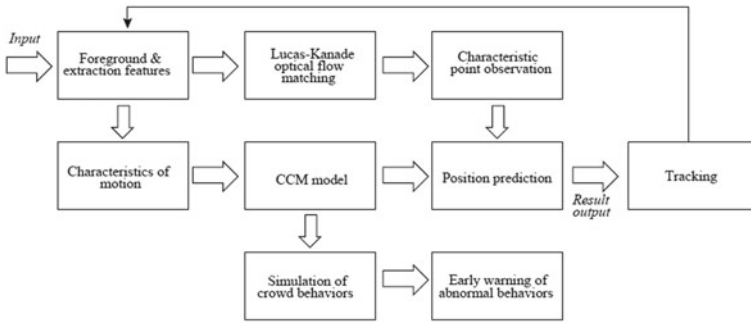 Input
Foreground &
extraction features
Lucas-Kanade
optical flow
matching
Characteristic
point observation
Characteristics of
motion
CCM model
Position prediction
Result
output
Tracking
Simulation of
crowd behaviors
Early warning of
abnormal behaviors